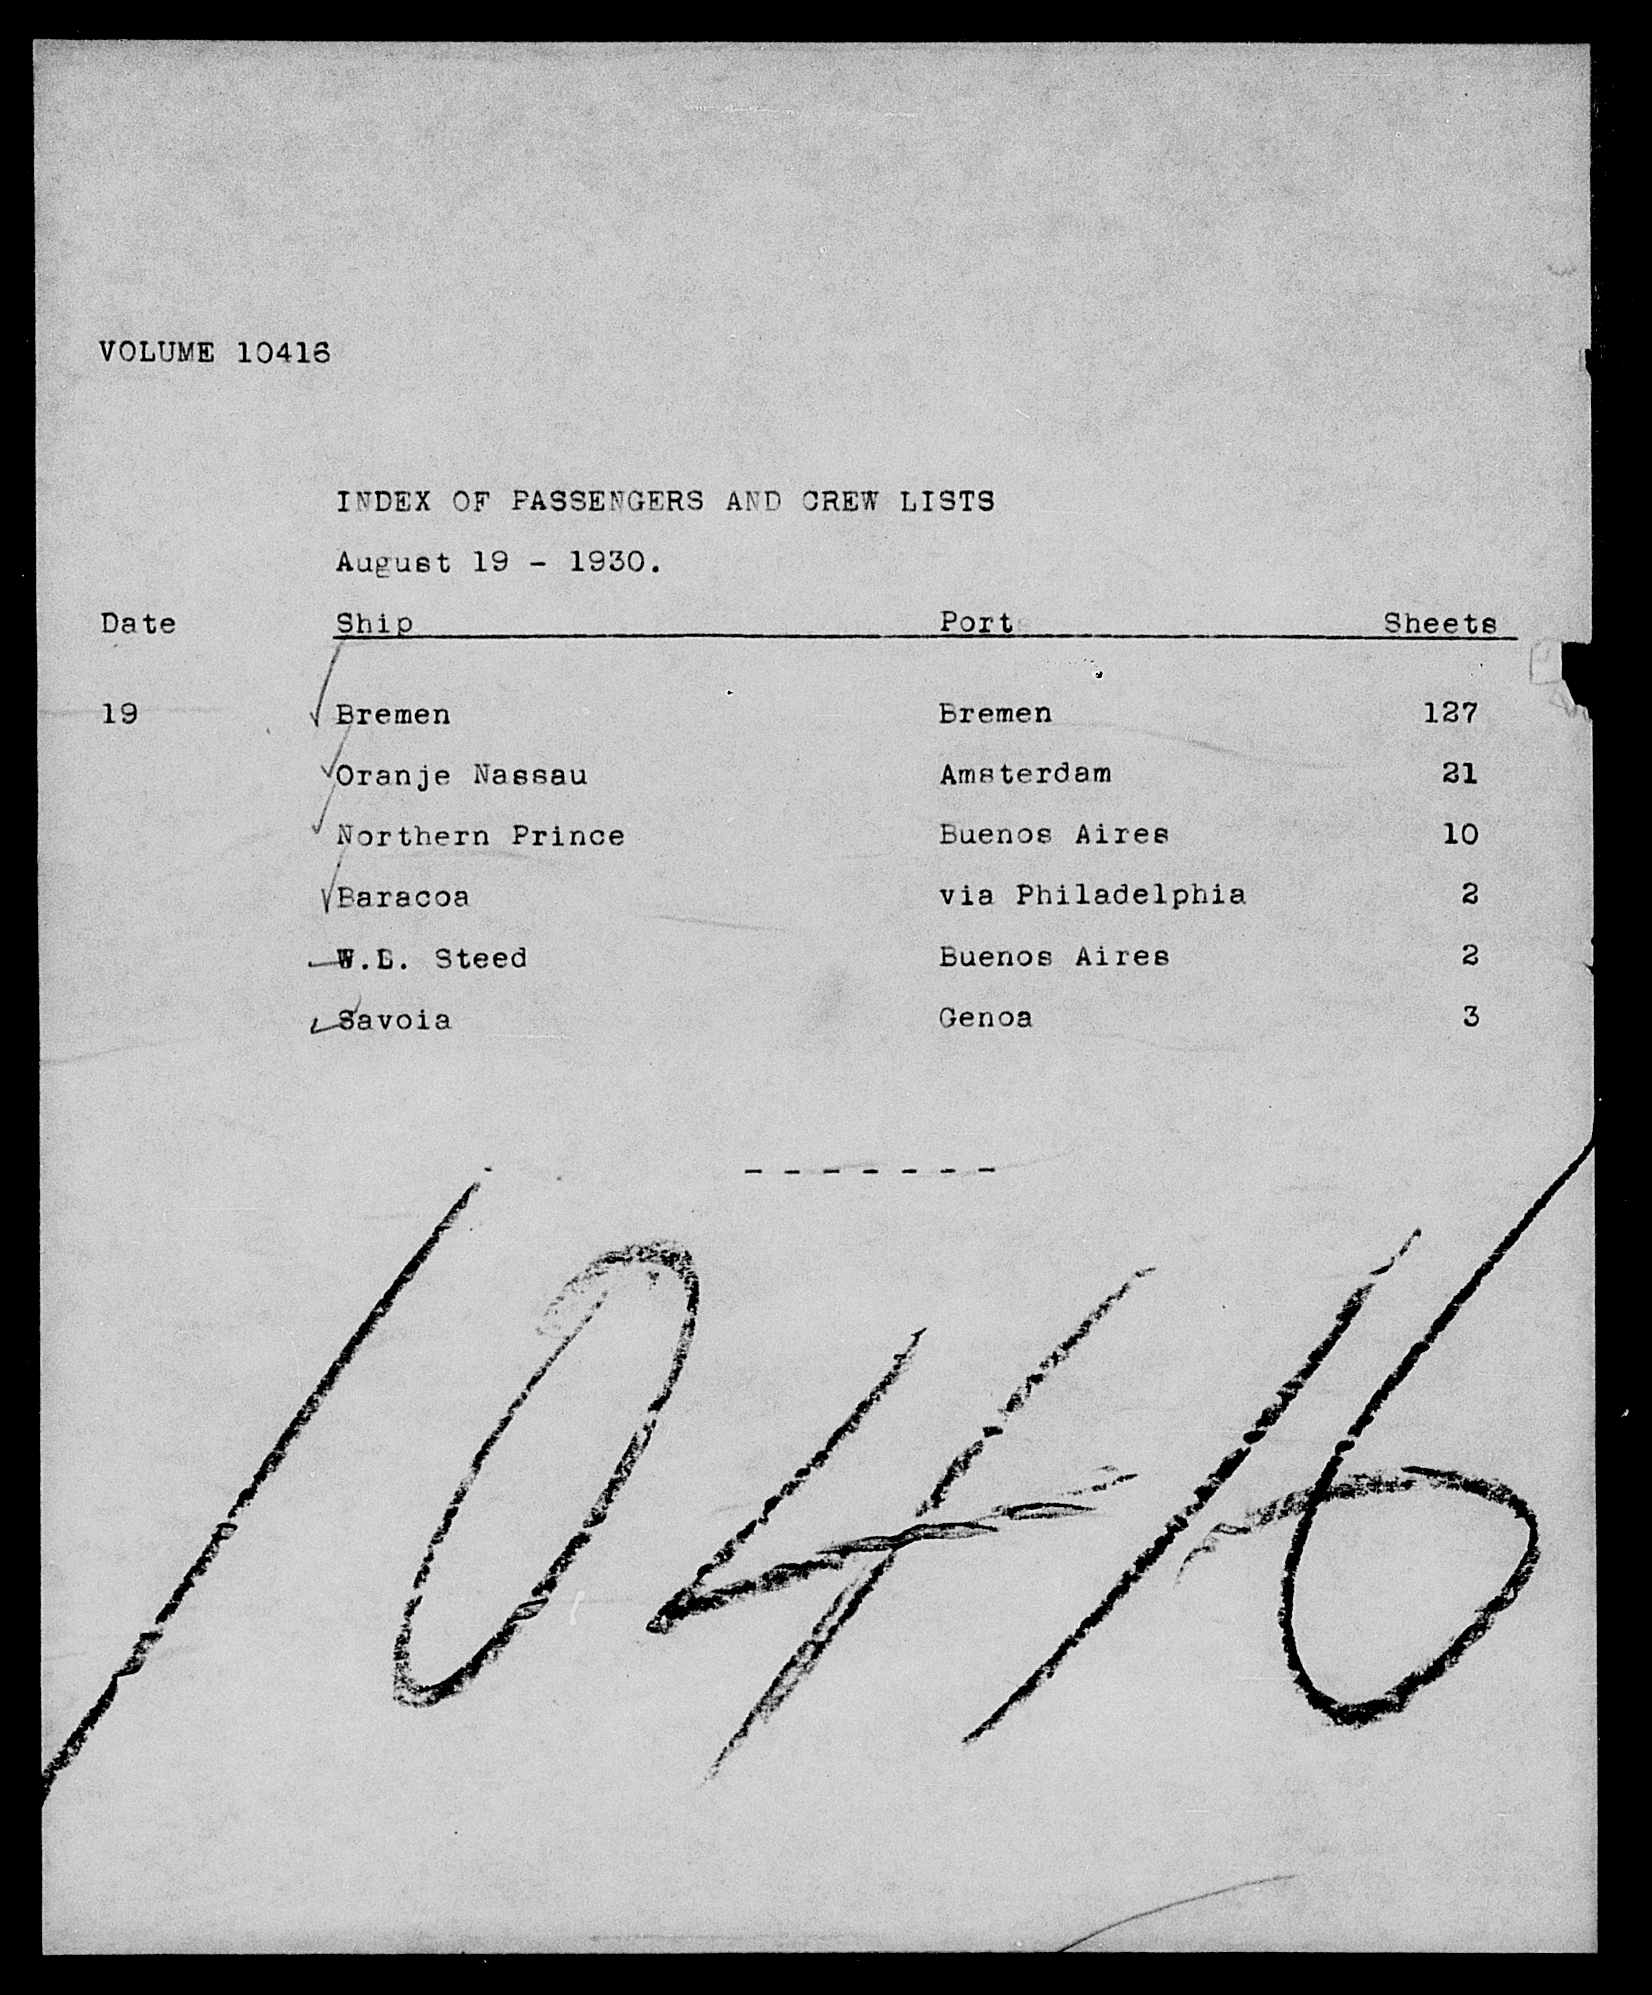 VOLUME 10416
INDEX OF PASSENGERS AND CREW LISTS
August 19 - 1930.
Date Ship Port Sheets
19 Bremen Bremen 127
Oranje Nassau Amsterdam 21
Northern Prince Buenos Aires 10
Baracoa via Philadelphia 2
W.L. Steed Buenos Aires 2
Savoia Genoa 3
- - - - - - -
10416